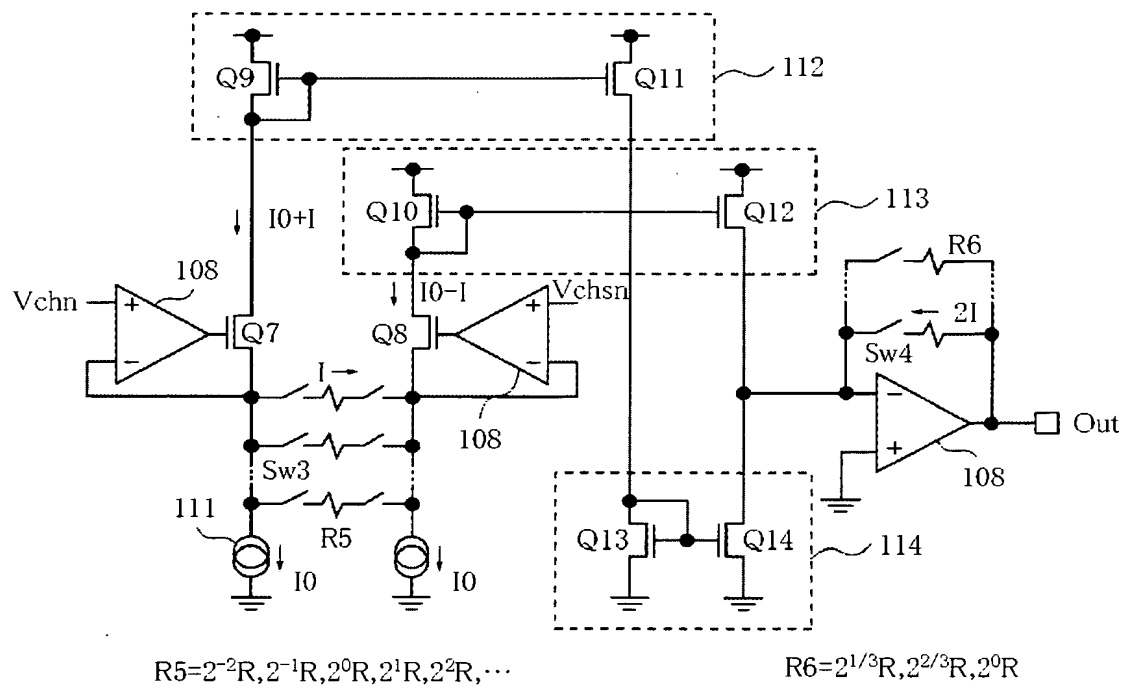 Q9
Q11
112
Q10
Q12
113
I0+I
I0-I
R6
108
Vchn
+
-
Q7
Q8
Vchsn
+
-
2I
Sw4
I
108
-
+
Out
108
Sw3
111
R5
I0
I0
Q13
Q14
114
R5=2⁻²R,2⁻¹R,2⁰R,2¹R,2²R,⋯
R6=2^{1/3}R,2^{2/3}R,2⁰R